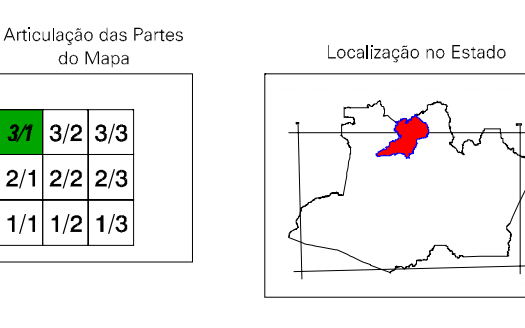 Articulação das Partes
do Mapa
3/1 3/2 3/3
2/1 2/2 2/3
1/1 1/2 1/3
Localização no Estado